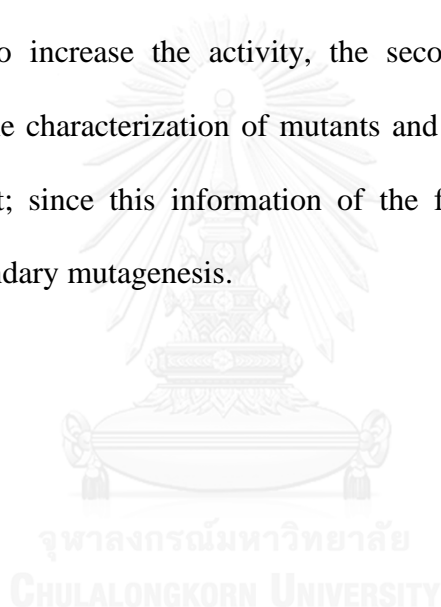 o increase the activity, the seco
e characterization of mutants and
t; since this information of the f
ndary mutagenesis.
จุฬาลงกรณ์มหาวิทยาลัย
CHULALONGKORN UNIVERSITY